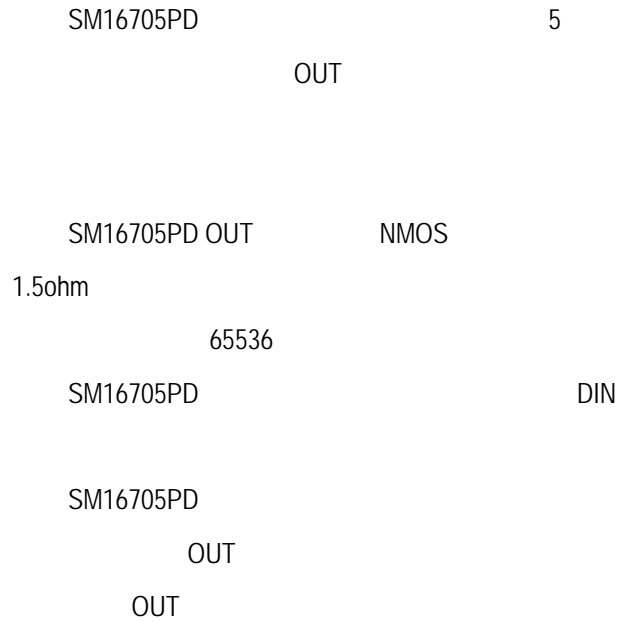 SM16705PD 5
OUT
SM16705PD OUT NMOS
1.5ohm
65536
SM16705PD DIN
SM16705PD
OUT
OUT